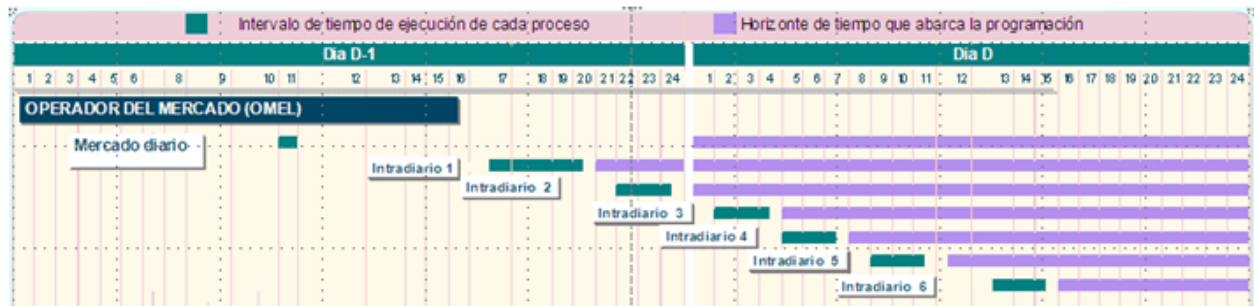 Intervalo de tiempo de ejecución de cada proceso Horizonte de tiempo que abarca la programación
Dia D-1 Dia D
1 2 3 4 5 6 8 9 10 11 12 13 14 15 16 17 18 19 20 21 22 23 24 1 2 3 4 5 6 7 8 9 10 11 12 13 14 15 16 17 18 19 20 21 22 23 24
OPERADOR DEL MERCADO (OMEL)
Mercado diario
Intradiario 1
Intradiario 2
Intradiario 3
Intradiario 4
Intradiario 5
Intradiario 6